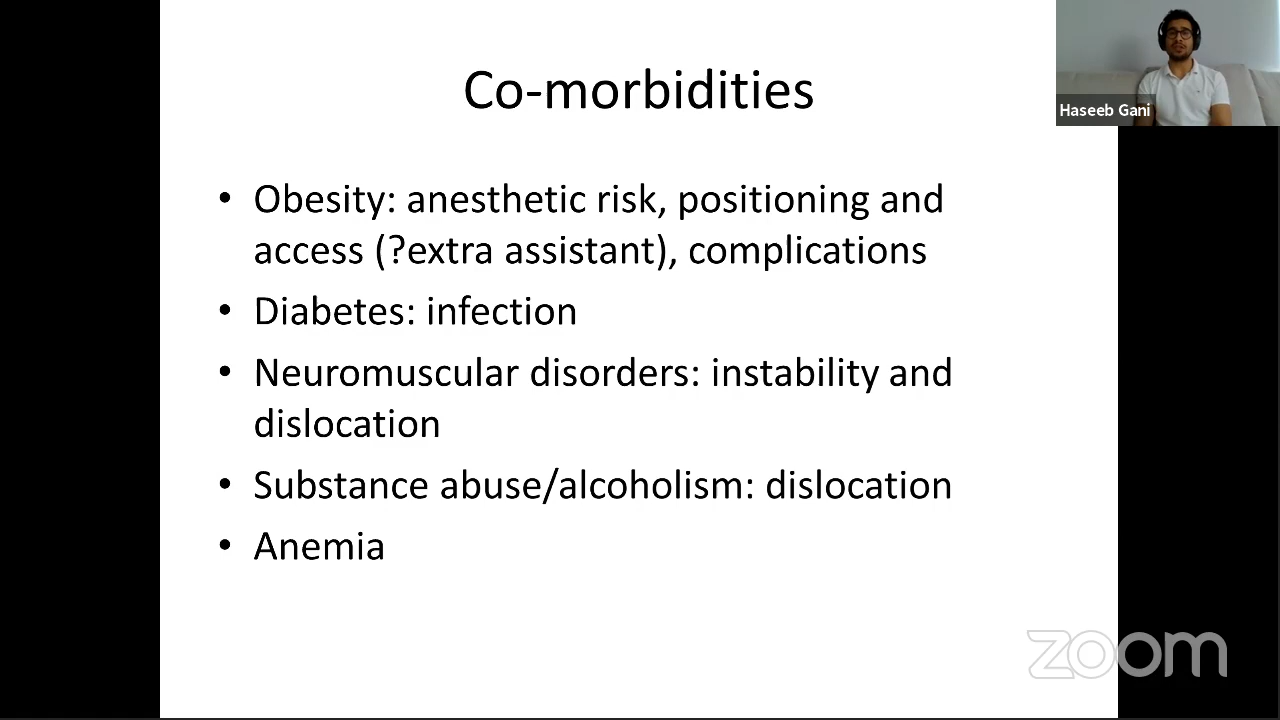 Co-morbidities
Haseeb Gani
• Obesity: anesthetic risk, positioning and
access (?extra assistant), complications
• Diabetes: infection
• Neuromuscular disorders: instability and
dislocation
• Substance abuse/alcoholism: dislocation
• Anemia
zoom